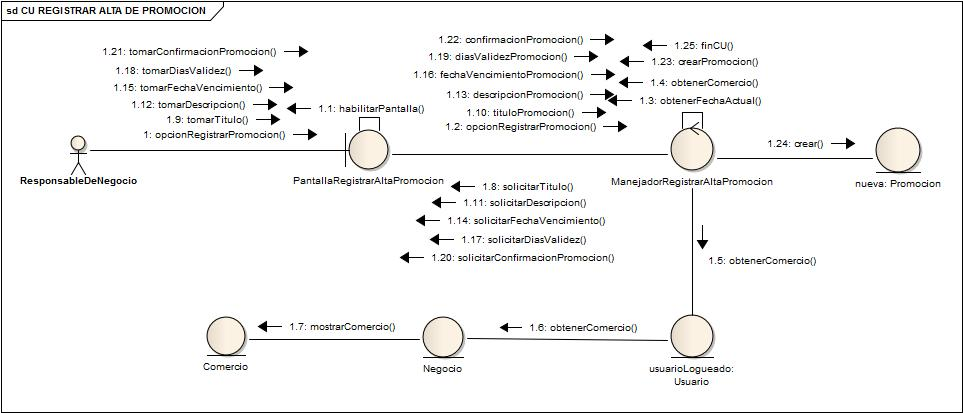 sd CU REGISTRAR ALTA DE PROMOCION
1.21: tomarConfirmacionPromocion()
1.18: tomarDiasValidez()
1.15: tomarFechaVencimiento()
1.12: tomarDescripcion()
1.9: tomarTitulo()
1: opcionRegistrarPromocion()
1.1: habilitarPantalla()
1.22: confirmacionPromocion()
1.19: diasValidezPromocion()
1.16: fechaVencimientoPromocion()
1.13: descripcionPromocion()
1.10: tituloPromocion()
1.2: opcionRegistrarPromocion()
1.25: finCU()
1.23: crearPromocion()
1.4: obtenerComercio()
1.3: obtenerFechaActual()
1.24: crear()
ResponsableDeNegocio
PantallaRegistrarAltaPromocion
ManejadorRegistrarAltaPromocion
nueva: Promocion
1.8: solicitarTitulo()
1.11: solicitarDescripcion()
1.14: solicitarFechaVencimiento()
1.17: solicitarDiasValidez()
1.20: solicitarConfirmacionPromocion()
1.5: obtenerComercio()
1.7: mostrarComercio()
1.6: obtenerComercio()
Comercio
Negocio
usuarioLogueado:
Usuario